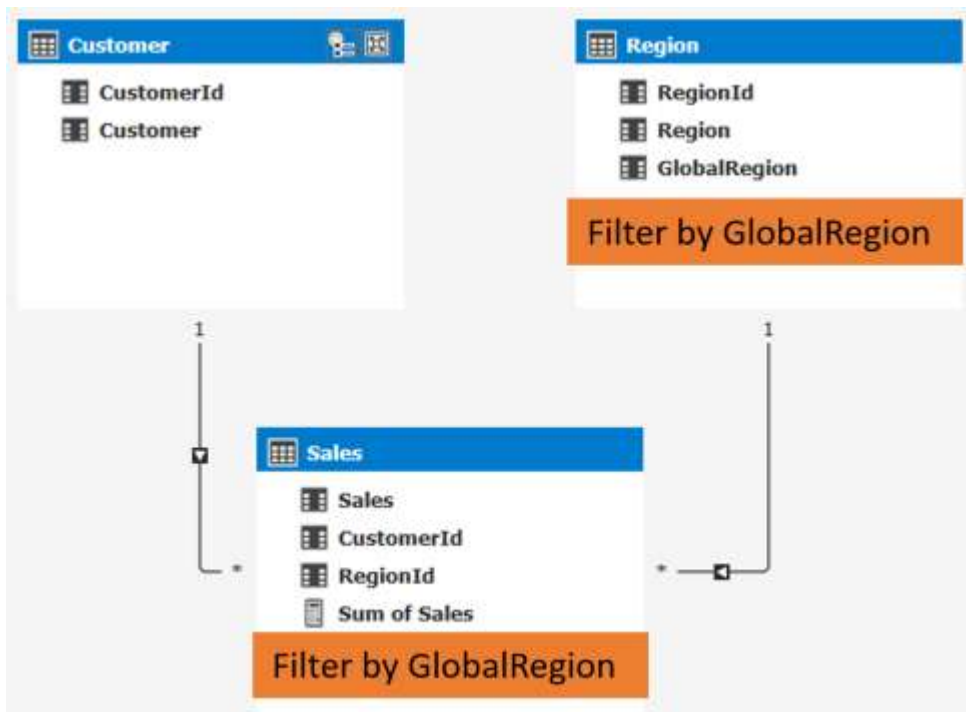 Customer
CustomerId
Customer
Region
RegionId
Region
GlobalRegion
Filter by GlobalRegion
1
1
Sales
Sales
CustomerId
RegionId
Sum of Sales
*
*
Filter by GlobalRegion